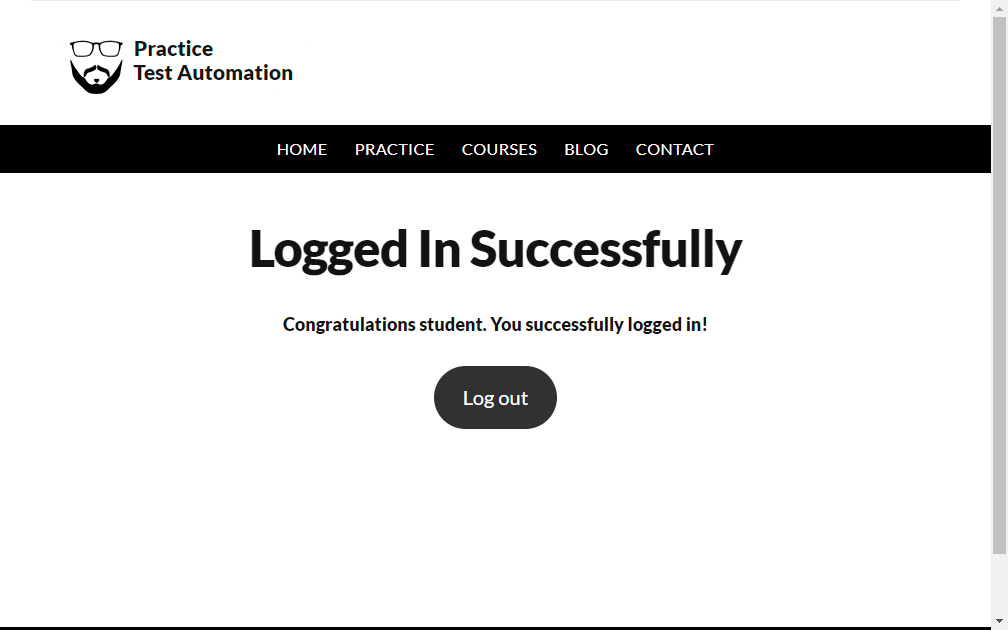 Practice
Test Automation
HOME PRACTICE COURSES BLOG CONTACT
Logged In Successfully
Congratulations student. You successfully logged in!
Log out